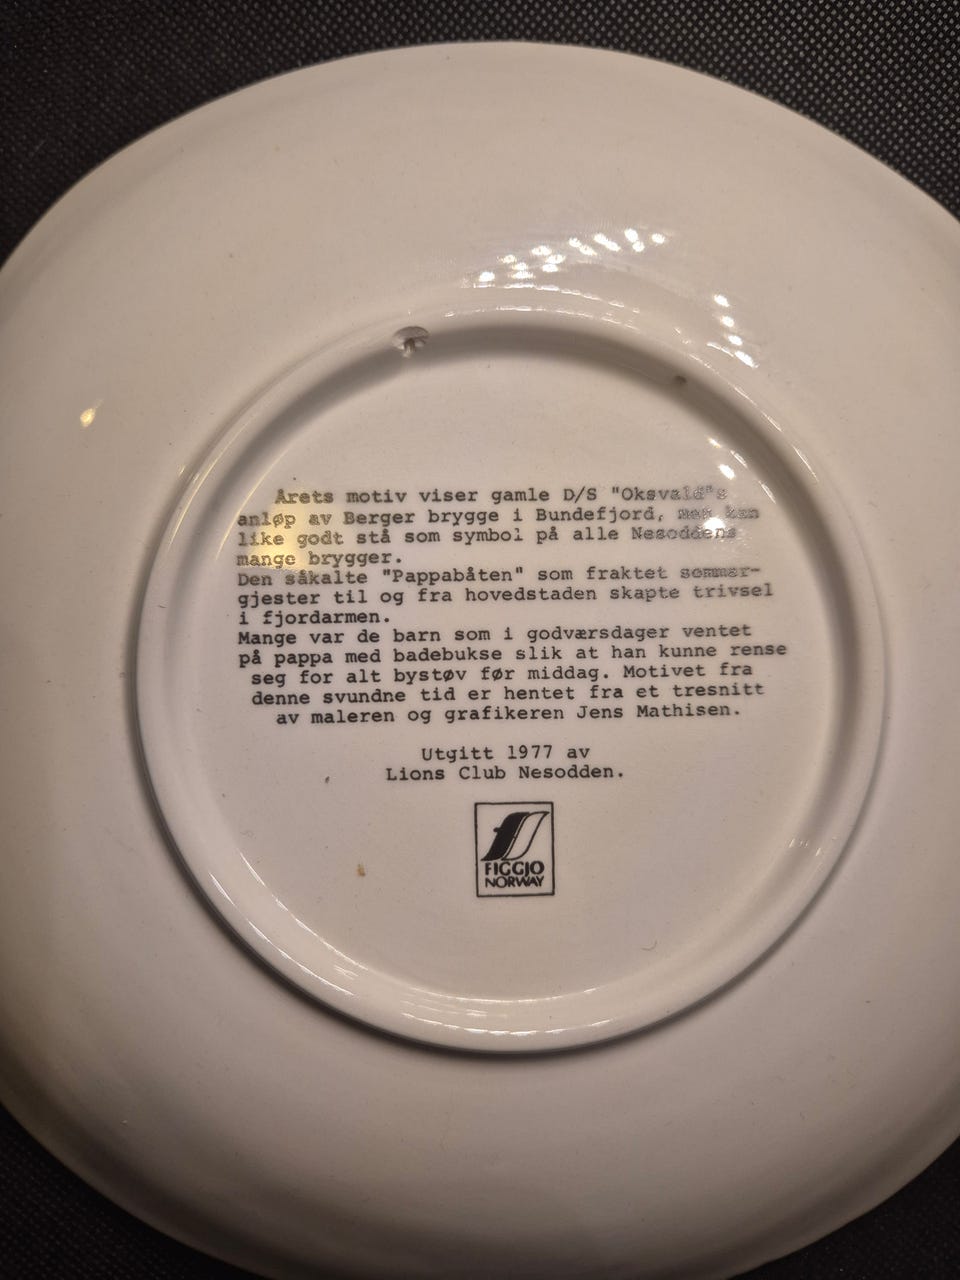 Årets motiv viser gamle D/S "Oksvald"s
anløp av Berger brygge i Bundefjord, men kan
like godt stå som symbol på alle Nesoddens
mange brygger.
Den såkalte "Pappabåten" som fraktet sommer-
gjester til og fra hovedstaden skapte trivsel
i fjordarmen.
Mange var de barn som i godværsdager ventet
på pappa med badebukse slik at han kunne rense
seg for alt bystøv før middag. Motivet fra
denne svundne tid er hentet fra et tresnitt
av maleren og grafikeren Jens Mathisen.
Utgitt 1977 av
Lions Club Nesodden.
FIGGJO
NORWAY